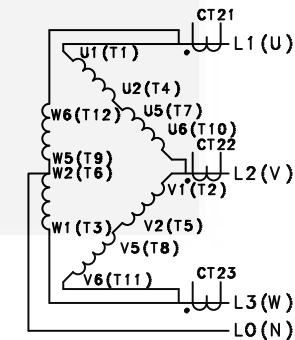 CT21
L1(U)
U1(T1)
U2(T4)
W6(T12)
U5(T7)
U6(T10)
CT22
W5(T9)
W2(T6)
L2(V)
V1(T2)
W1(T3)
V2(T5)
V5(T8)
V6(T11)
CT23
L3(W)
L0(N)